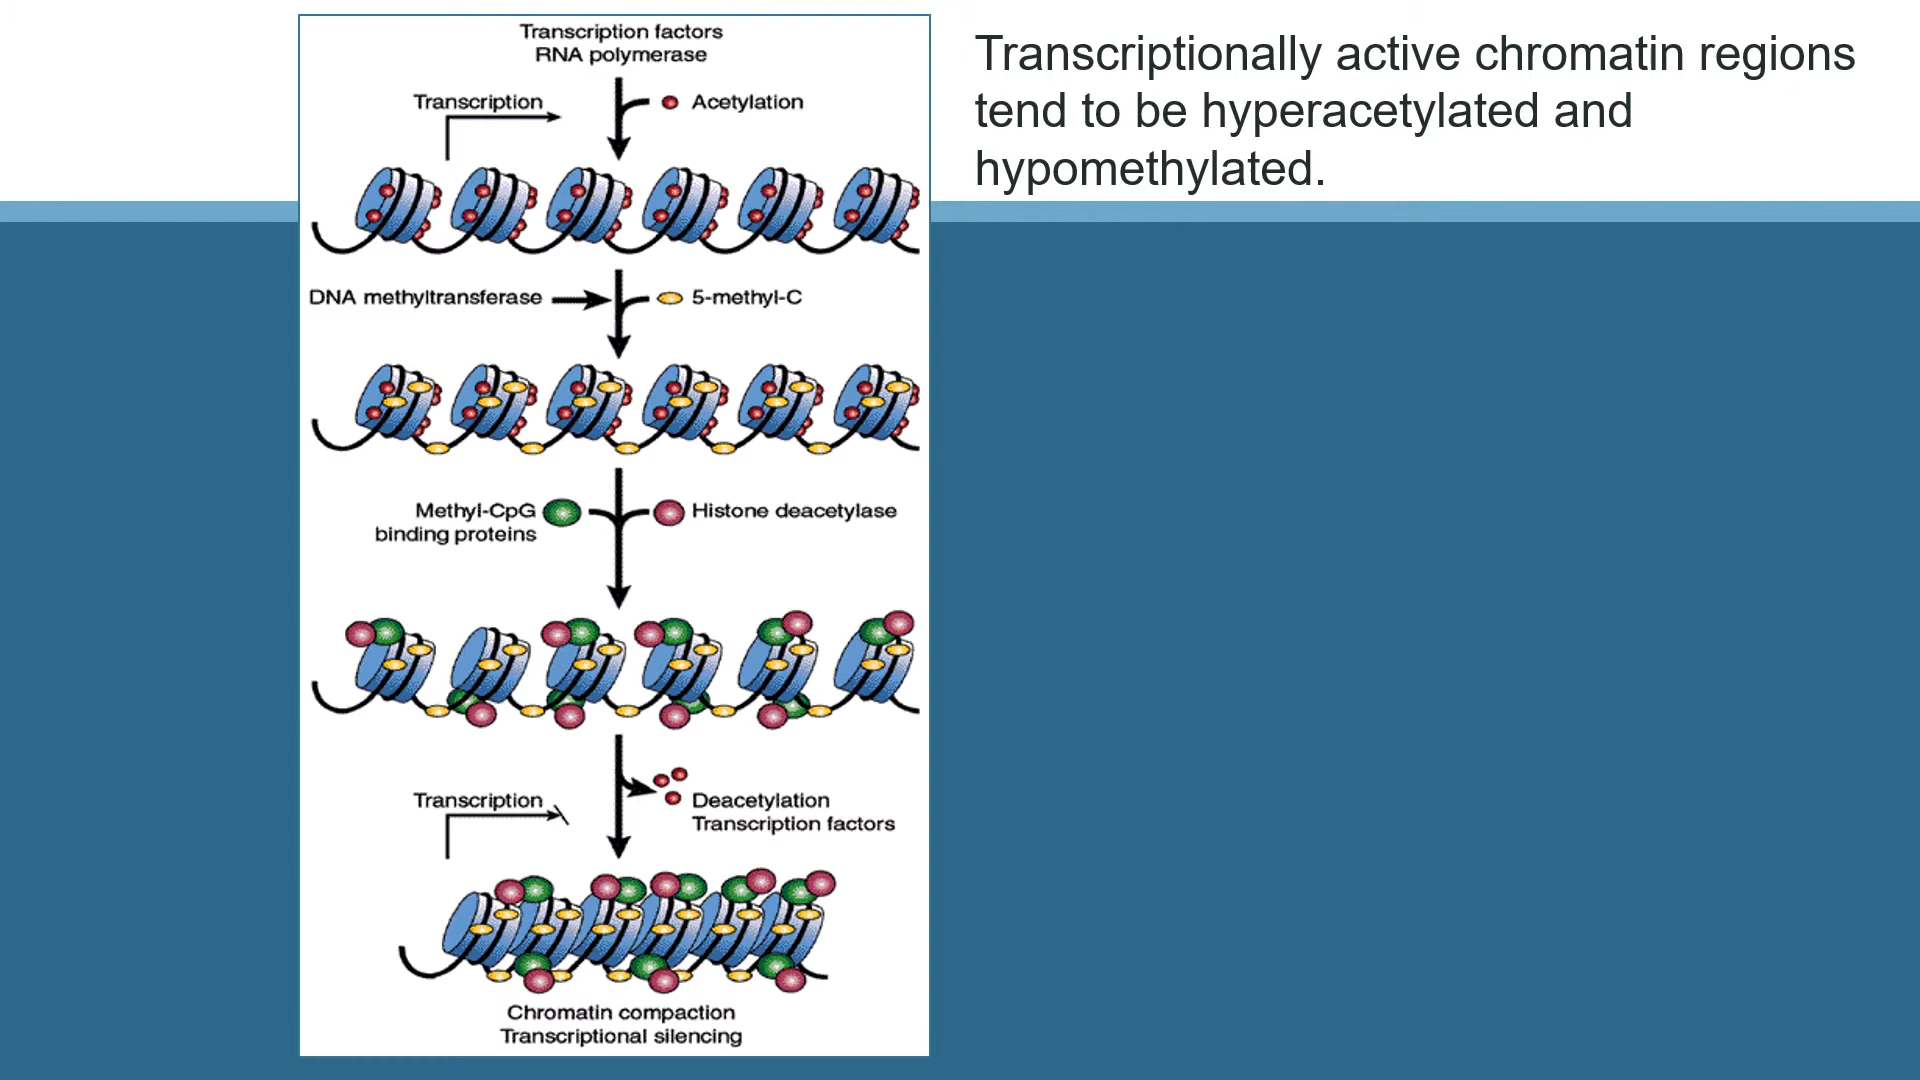 Transcription factors
RNA polymerase
Transcription
Acetylation
DNA methyltransferase
5-methyl-C
Methyl-CpG
binding proteins
Histone deacetylase
Transcription
Deacetylation
Transcription factors
Chromatin compaction
Transcriptional silencing
Transcriptionally active chromatin regions
tend to be hyperacetylated and
hypomethylated.